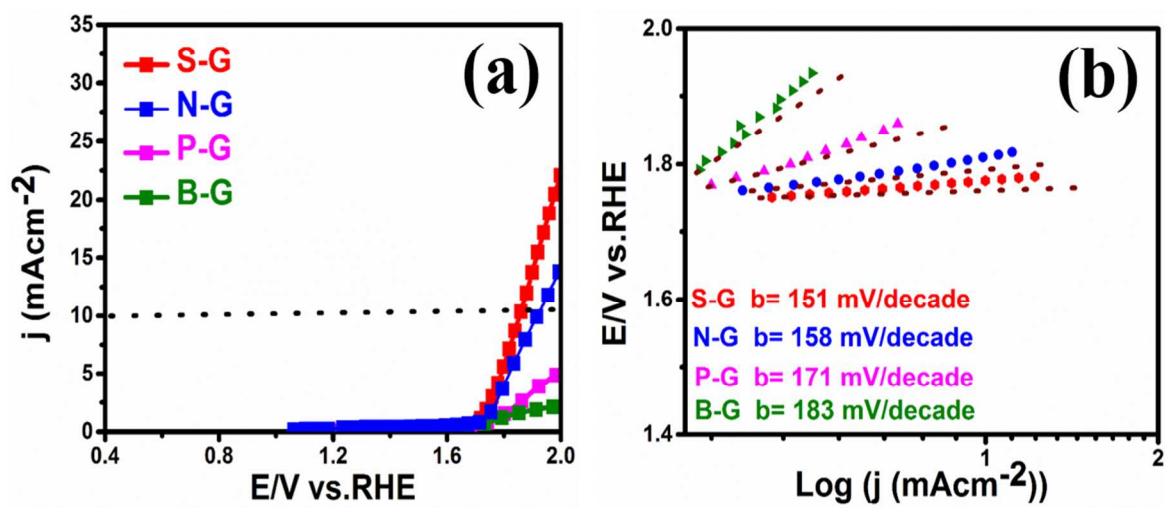 (a)
S-G
N-G
P-G
B-G
35
30
25
20
15
10
5
0
j (mAcm-2)
0.4
0.8
1.2
1.6
2.0
E/V vs.RHE
(b)
2.0
1.8
1.6
1.4
E/V vs.RHE
S-G b= 151 mV/decade
N-G b= 158 mV/decade
P-G b= 171 mV/decade
B-G b= 183 mV/decade
1
2
Log (j (mAcm-2))